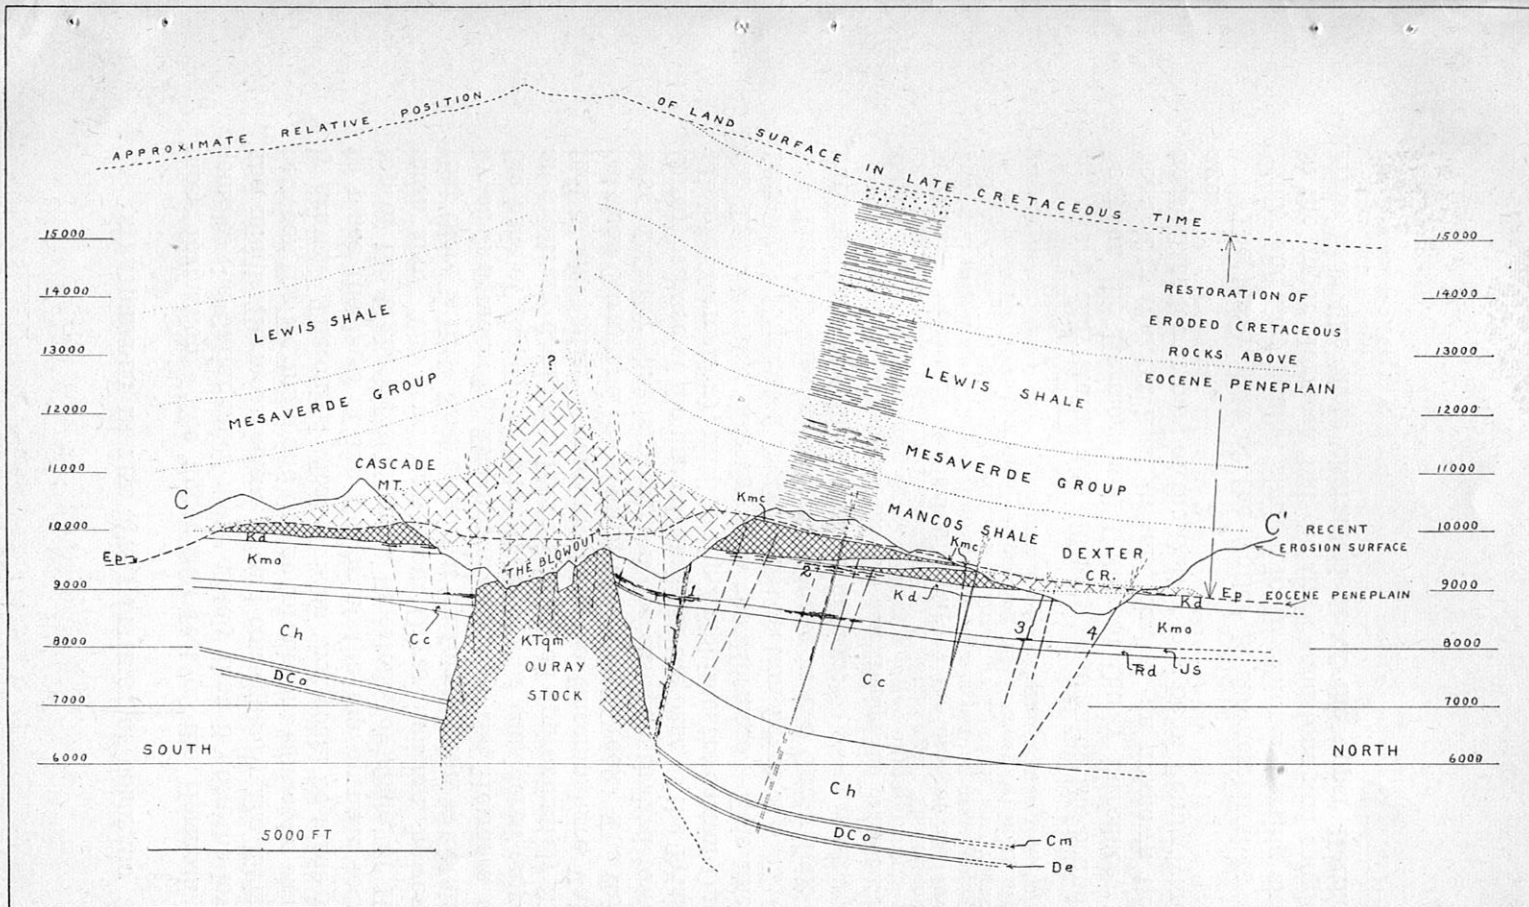 APPROXIMATE RELATIVE POSITION OF LAND SURFACE IN LATE CRETACEOUS TIME
15000
15000
RESTORATION OF
ERODED CRETACEOUS
ROCKS ABOVE
EOCENE PENEPLAIN
14000
14000
LEWIS SHALE
13000
13000
?
LEWIS SHALE
MESAVERDE GROUP
12000
12000
MESAVERDE GROUP
11000
11000
CASCADE
MT.
C
Kmc
MANCOS SHALE
C'
RECENT
EROSION SURFACE
10000
10000
Kd
Ep
Kmo
THE BLOWOUT
Kmc
DEXTER
CR.
9000
9000
1
2
Kd
Ep
EOCENE PENEPLAIN
Kd
Ch
Cc
KTqm
OURAY
STOCK
3
4
Kmo
8000
8000
Cc
Rd
Js
DCo
7000
7000
SOUTH
NORTH
6000
6000
Ch
5000 FT
DCo
Cm
De